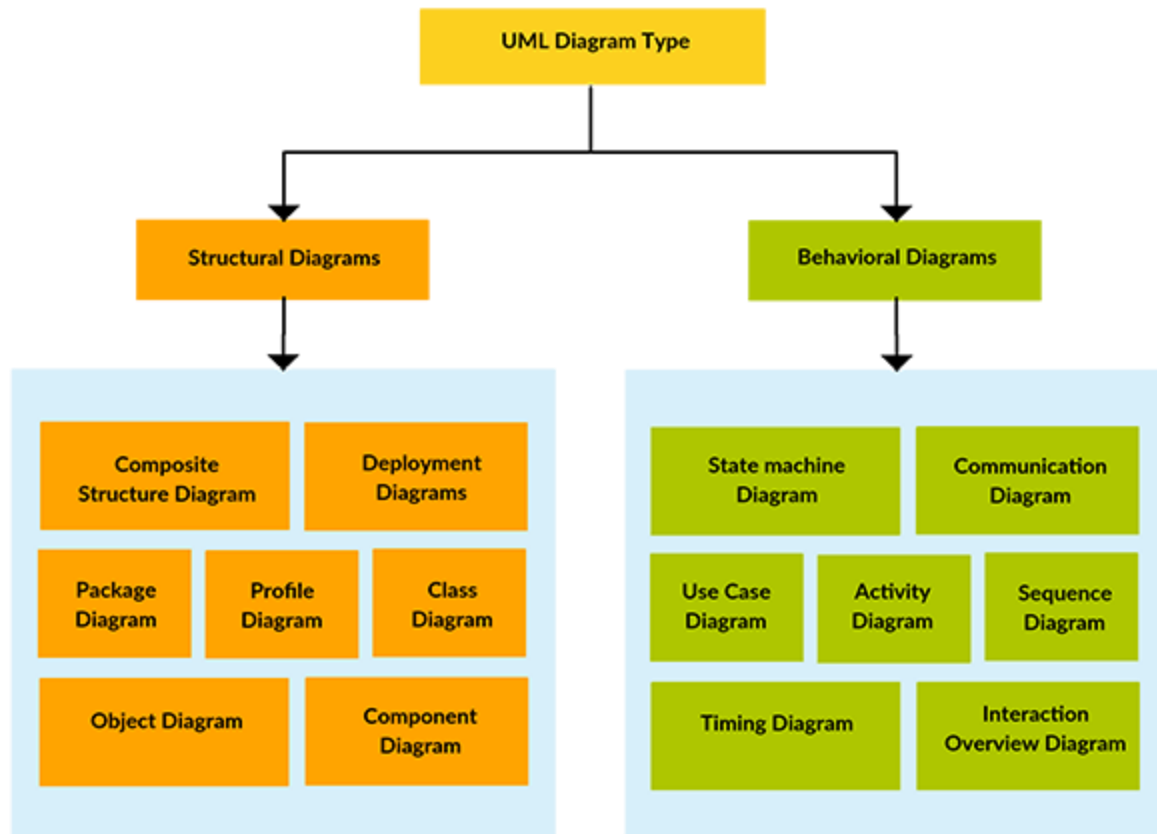 UML Diagram Type
Structural Diagrams
Behavioral Diagrams
Composite
Structure Diagram
Deployment
Diagrams
Package
Diagram
Profile
Diagram
Class
Diagram
Object Diagram
Component
Diagram
State machine
Diagram
Communication
Diagram
Use Case
Diagram
Activity
Diagram
Sequence
Diagram
Timing Diagram
Interaction
Overview Diagram